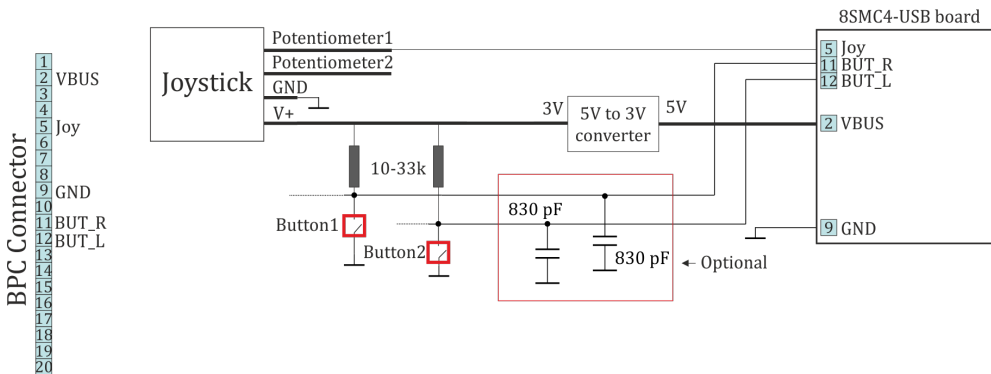 BPC Connector
1
2 VBUS
3
4
5 Joy
6
7
8
9 GND
10
11 BUT_R
12 BUT_L
13
14
15
16
17
18
19
20
Joystick
Potentiometer1
Potentiometer2
GND
V+
10-33k
Button1
Button2
3V
5V to 3V
converter
5V
830 pF
830 pF
Optional
8SMC4-USB board
5 Joy
11 BUT_R
12 BUT_L
2 VBUS
9 GND